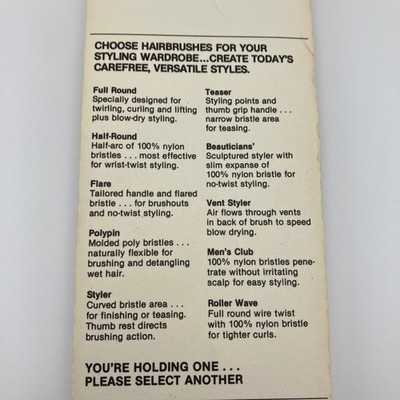 CHOOSE HAIRBRUSHES FOR YOUR
STYLING WARDROBE...CREATE TODAY'S
CAREFREE, VERSATILE STYLES.
Full Round
Specially designed for
twirling, curling and lifting
plus blow-dry styling.
Half-Round
Half-arc of 100% nylon
bristles . . . most effective
for wrist-twist styling.
Flare
Tailored handle and flared
bristle . . . for brushouts
and no-twist styling.
Polypin
Molded poly bristles . . .
naturally flexible for
brushing and detangling
wet hair.
Styler
Curved bristle area . . .
for finishing or teasing.
Thumb rest directs
brushing action.
Teaser
Styling points and
thumb grip handle . . .
narrow bristle area
for teasing.
Beauticians'
Sculptured styler with
slim expanse of
100% nylon bristle for
no-twist styling.
Vent Styler
Air flows through vents
in back of brush to speed
blow drying.
Men's Club
100% nylon bristles pene-
trate without irritating
scalp for easy styling.
Roller Wave
Full round wire twist
with 100% nylon bristle
for tighter curls.
YOU'RE HOLDING ONE . . .
PLEASE SELECT ANOTHER